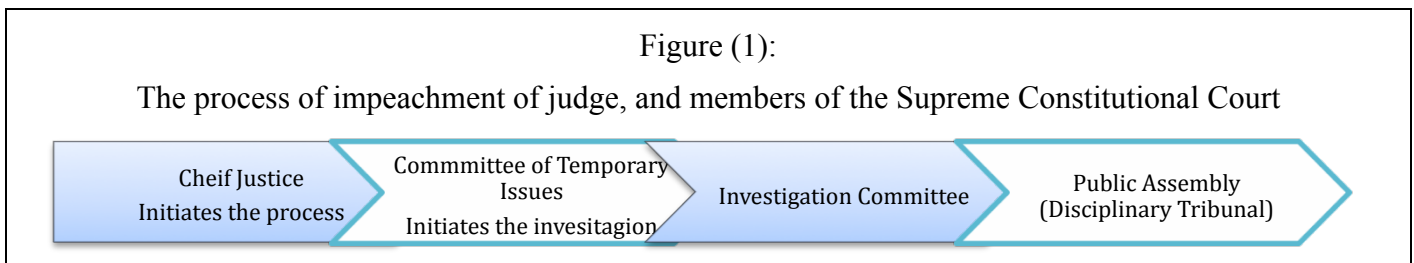 Figure (1):
The process of impeachment of judge, and members of the Supreme Constitutional Court
Cheif Justice
Initiates the process
Commmittee of Temporary
Issues
Initiates the invesitagion
Investigation Committee
Public Assembly
(Disciplinary Tribunal)